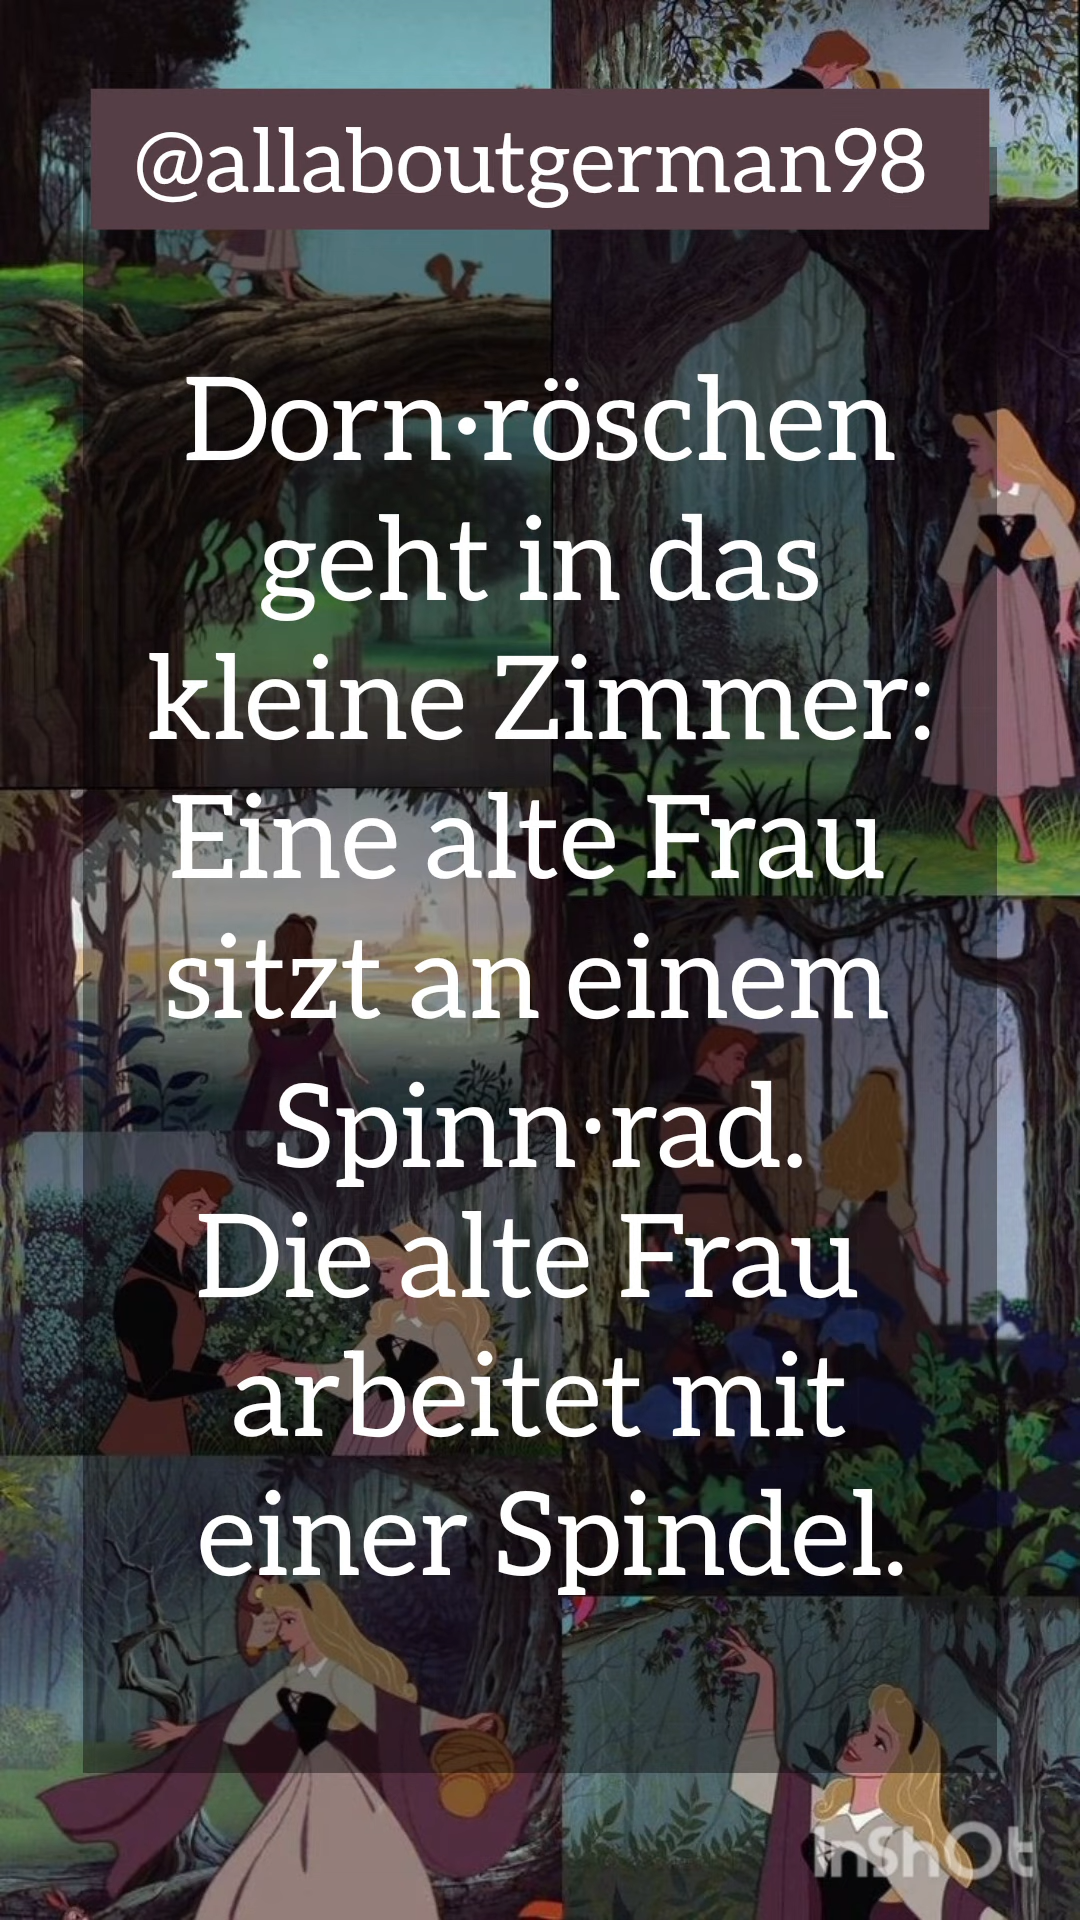 @allaboutgerman98
Dorn·röschen
geht in das
kleine Zimmer:
Eine alte Frau
sitzt an einem
Spinn·rad.
Die alte Frau
arbeitet mit
einer Spindel.
InShOt